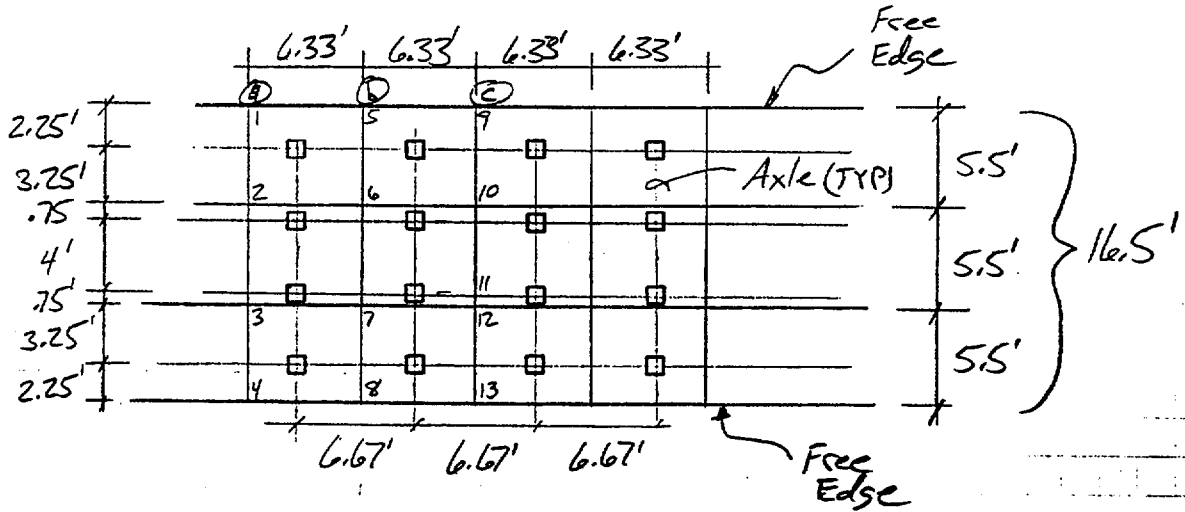 Free
Edge
6.33' 6.33' 6.33' 6.33'
a b c
2.25'
3.25'
.75
4'
.75'
3.25'
2.25'
1 5 9
2 6 10
11
3 7 12
4 8 13
Axle (TYP)
5.5'
5.5'
5.5'
16.5'
6.67' 6.67' 6.67'
Free
Edge